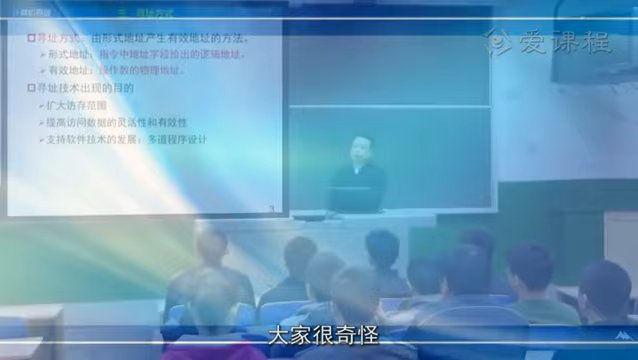 三、寻址方式
寻址方式：由形式地址产生有效地址的方法。
形式地址：指令中地址字段给出的逻辑地址。
有效地址：操作数的物理地址。
寻址技术出现的目的
扩大访存范围
提高访问数据的灵活性和有效性
支持软件技术的发展：多道程序设计
3
爱课程
大家很奇怪